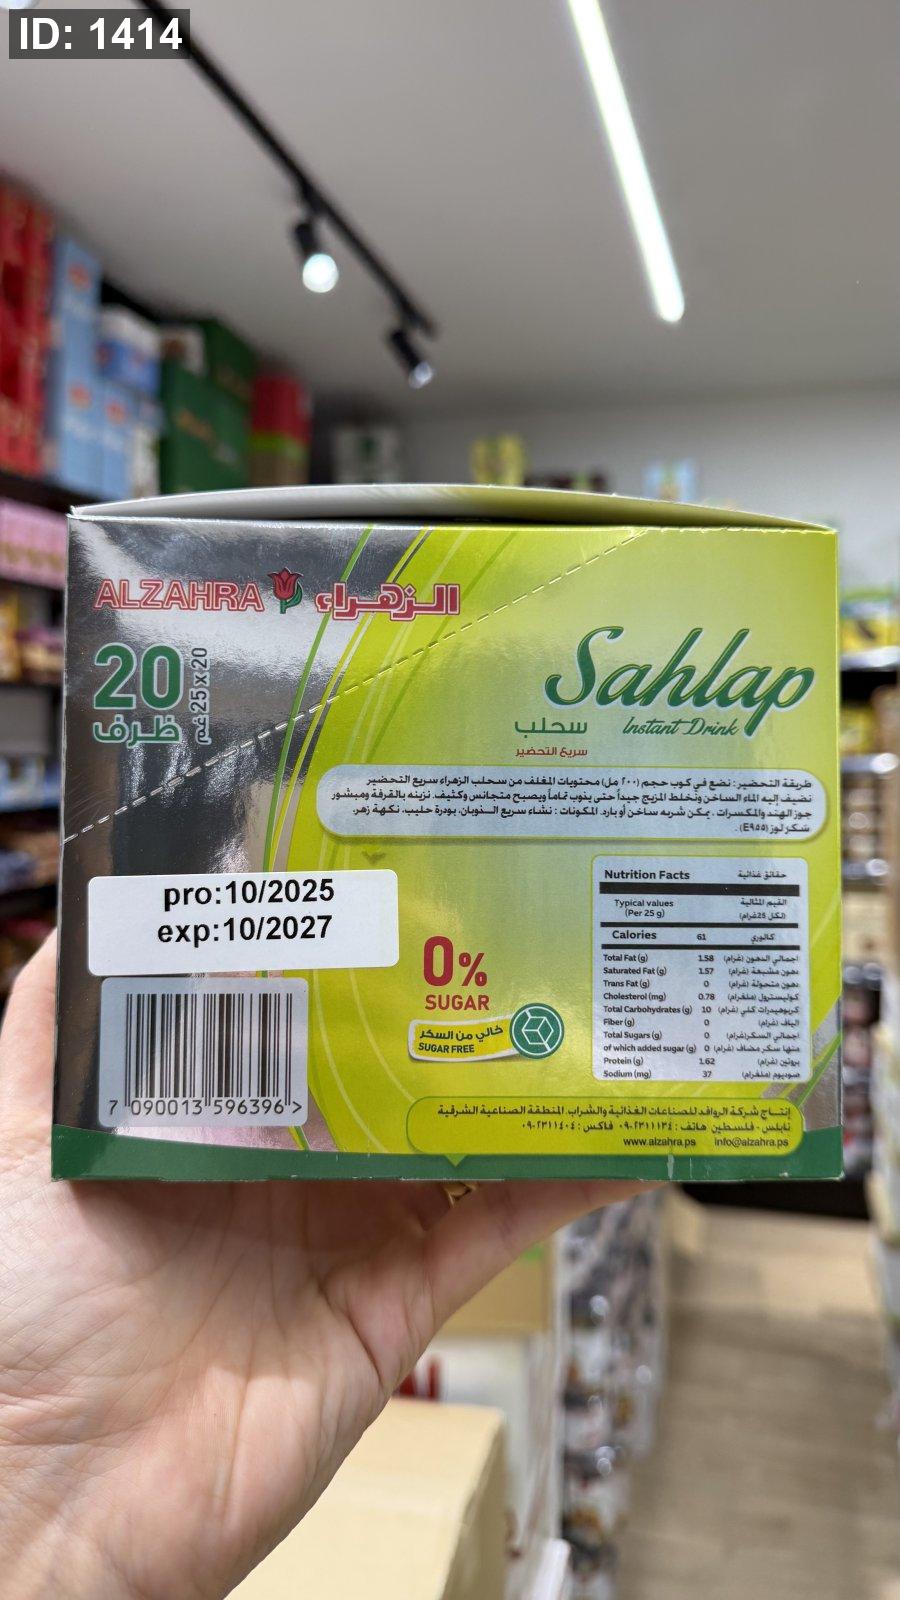 ID: 1414
ALZAHRA الزهراء
20
ظرف
20×25غم
Sahlap
Instant Drink
سحلب
سريع التحضير
طريقة التحضير: نضع في كوب حجم (٢٠٠ مل) محتويات المغلف من سحلب الزهراء سريع التحضير
نضيف إليه الماء الساخن ونخلط المزيج جيداً حتى يذوب تماماً ويصبح متجانس وكثيف. نزينه بالقرفة ومبشور
جوز الهند والمكسرات. يمكن شربه ساخن أو بارد. المكونات: نشاء سريع الذوبان، بودرة حليب، نكهة زهر،
سكر لوز (E٩٥٥).
pro:10/2025
exp:10/2027
7 090013 596396 >
0%
SUGAR
خالي من السكر
SUGAR FREE
Nutrition Facts حقائق غذائية
Typical values القيم المثالية
(Per 25 g) (لكل 25غرام)
Calories 61 كالوري
Total Fat (g) 1.58 اجمالي الدهون (غرام)
Saturated Fat (g) 1.57 دهون مشبعة (غرام)
Trans Fat (g) 0 دهون متحولة (غرام)
Cholesterol (mg) 0.78 كوليسترول (ملغرام)
Total Carbohydrates (g) 10 كربوهيدرات كلي (غرام)
Fiber (g) 0 الياف (غرام)
Total Sugars (g) 0 اجمالي السكر(غرام)
of which added sugar (g) 0 منها سكر مضاف (غرام)
Protein (g) 1.62 بروتين (غرام)
Sodium (mg) 37 صوديوم (ملغرام)
إنتاج شركة الروافد للصناعات الغذائية والشراب. المنطقة الصناعية الشرقية
نابلس - فلسطين هاتف: ٠٩-٢٣١١١٣٤ فاكس: ٠٩-٢٣١١٤٠٤
www.alzahra.ps info@alzahra.ps